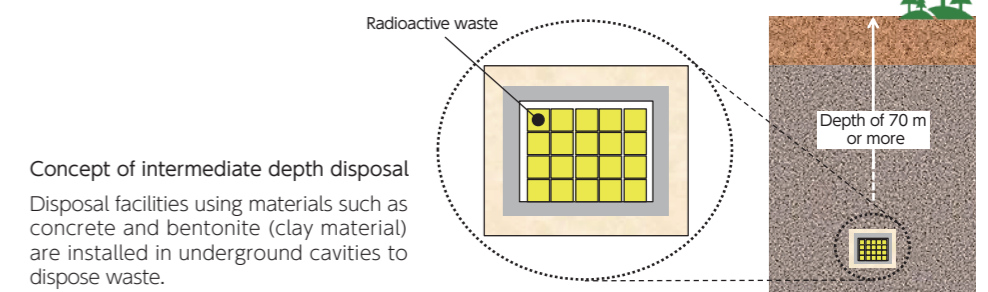 Radioactive waste
Depth of 70 m
or more
Concept of intermediate depth disposal
Disposal facilities using materials such as
concrete and bentonite (clay material)
are installed in underground cavities to
dispose waste.